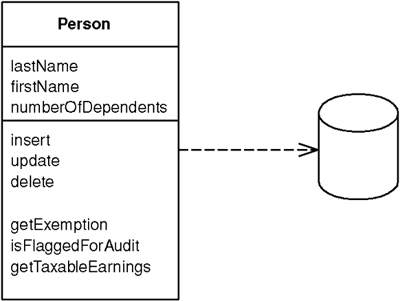 Person
lastName
firstName
numberOfDependents
insert
update
delete
getExemption
isFlaggedForAudit
getTaxableEarnings